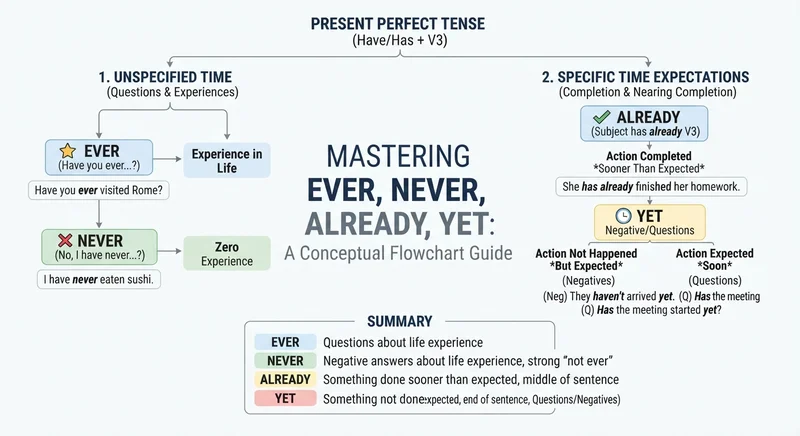 PRESENT PERFECT TENSE
(Have/Has + V3)
1. UNSPECIFIED TIME
(Questions & Experiences)
EVER
(Have you ever...?)
Experience in
Life
Have you ever visited Rome?
NEVER
(No, I have never...?)
Zero
Experience
I have never eaten sushi.
MASTERING
EVER, NEVER,
ALREADY, YET:
A Conceptual Flowchart Guide
2. SPECIFIC TIME EXPECTATIONS
(Completion & Nearing Completion)
ALREADY
(Subject has already V3)
Action Completed
*Sooner Than Expected*
She has already finished her homework.
YET
Negative/Questions
Action Not Happened
*But Expected*
(Negatives)
Action Expected
*Soon*
(Questions)
(Neg) They haven't arrived yet. (Q) Has the meeting
(Q) Has the meeting started yet?
SUMMARY
EVER Questions about life experience
NEVER Negative answers about life experience, strong "not ever"
ALREADY Something done sooner than expected, middle of sentence
YET Something not done expected, end of sentence, Questions/Negatives)